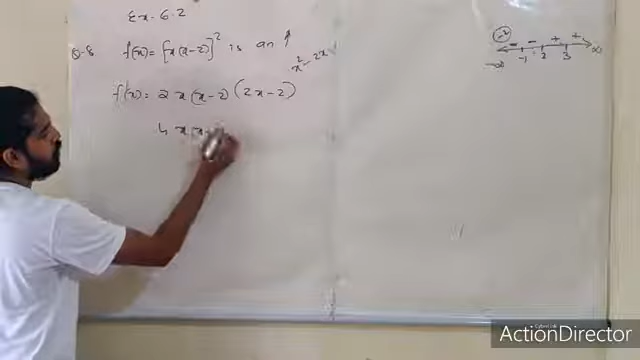 Ex-6.2
Q-8 f(x) = [x(x-2)]² is an ↑
x² - 2x
f'(x) = 2x(x-2)(2x-2)
4x(x-
-2
- - + +
-∞ -1 2 3 ∞
ActionDirector